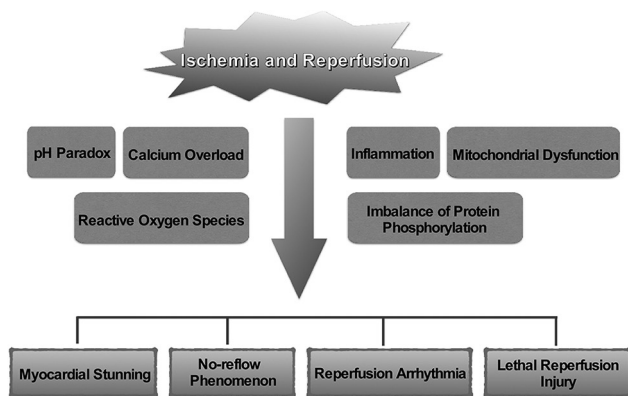 Ischemia and Reperfusion
pH Paradox
Calcium Overload
Inflammation
Mitochondrial Dysfunction
Reactive Oxygen Species
Imbalance of Protein
Phosphorylation
Myocardial Stunning
No-reflow
Phenomenon
Reperfusion Arrhythmia
Lethal Reperfusion
Injury